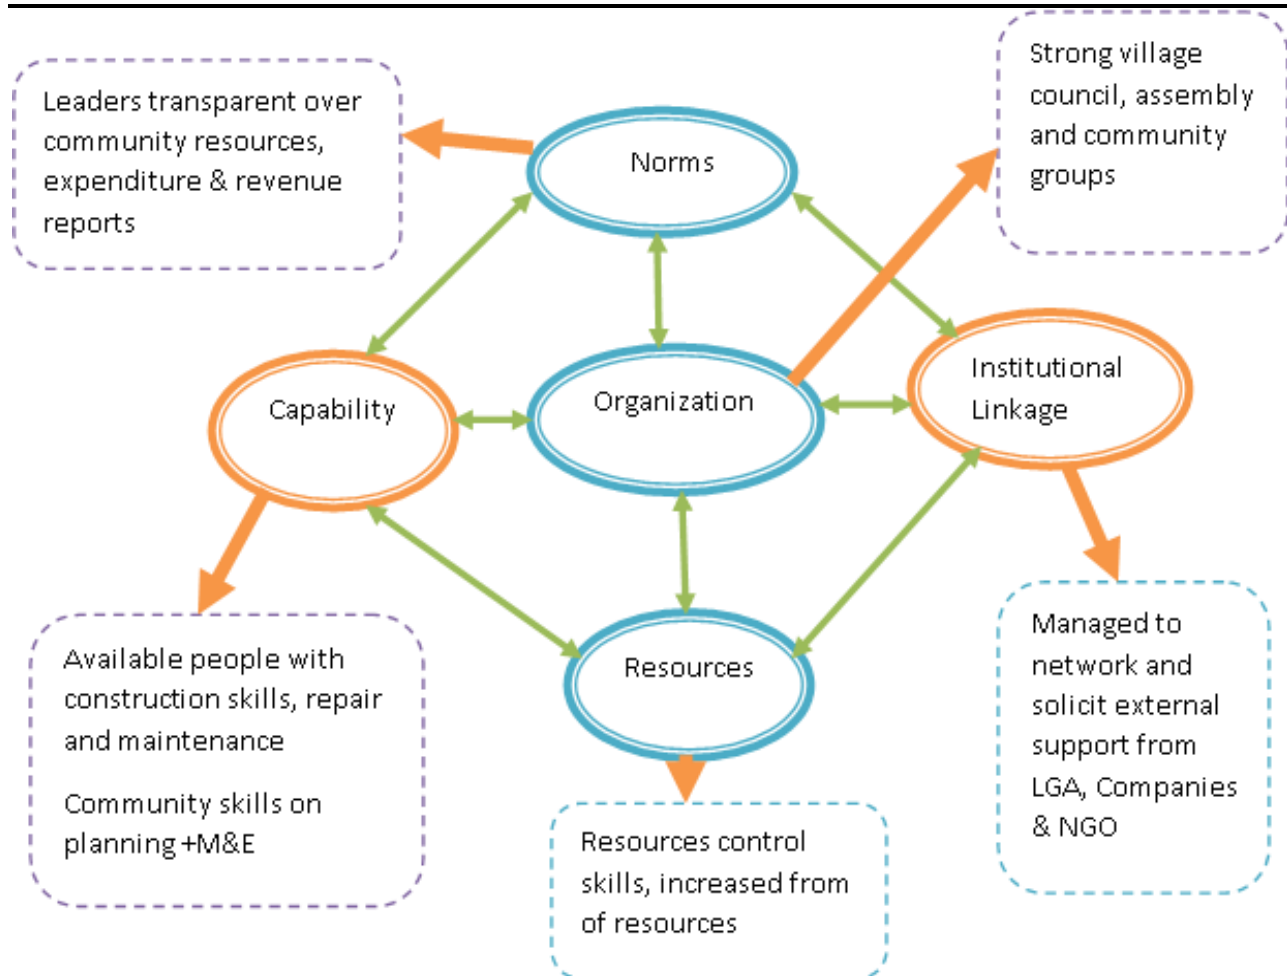 Leaders transparent over
community resources,
expenditure & revenue
reports
Norms
Strong village
council, assembly
and community
groups
Capability
Organization
Institutional
Linkage
Available people with
construction skills, repair
and maintenance
Community skills on
planning +M&E
Resources
Resources control
skills, increased from
of resources
Managed to
network and
solicit external
support from
LGA, Companies
& NGO